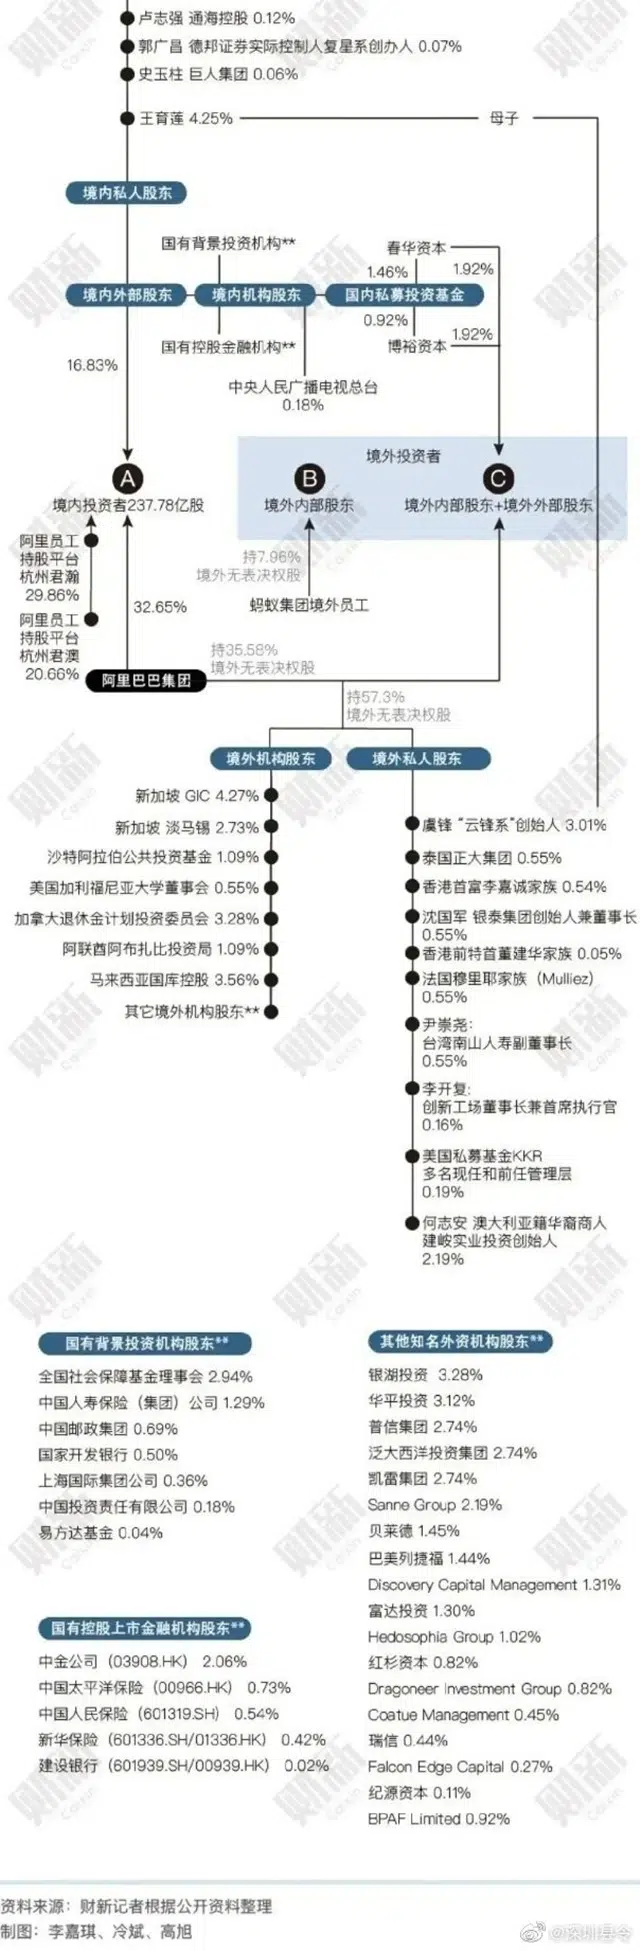 卢志强 通海控股 0.12%
郭广昌 德邦证券实际控制人复星系创办人 0.07%
史玉柱 巨人集团 0.06%
王育莲 4.25%
母子
境内私人股东
国有背景投资机构**
春华资本
1.46%
1.92%
境内外部股东
境内机构股东
国内私募投资基金
0.92%
1.92%
国有控股金融机构**
博裕资本
16.83%
中央人民广播电视总台
0.18%
境外投资者
A
B
C
境内投资者237.78亿股
境外内部股东
境外内部股东+境外外部股东
阿里员工
持股平台
杭州君瀚
29.86%
持7.96%
境外无表决权股
蚂蚁集团境外员工
32.65%
阿里员工
持股平台
杭州君澳
20.66%
阿里巴巴集团
持35.58%
境外无表决权股
持57.3%
境外无表决权股
境外机构股东
境外私人股东
新加坡 GIC 4.27%
新加坡 淡马锡 2.73%
沙特阿拉伯公共投资基金 1.09%
美国加利福尼亚大学董事会 0.55%
加拿大退休金计划投资委员会 3.28%
阿联酋阿布扎比投资局 1.09%
马来西亚国库控股 3.56%
其它境外机构股东**
虞锋 “云锋系”创始人 3.01%
泰国正大集团 0.55%
香港首富李嘉诚家族 0.54%
沈国军 银泰集团创始人兼董事长
0.55%
香港前特首董建华家族 0.05%
法国穆里耶家族（Mulliez）
0.55%
尹崇尧:
台湾南山人寿副董事长
0.55%
李开复:
创新工场董事长兼首席执行官
0.16%
美国私募基金KKR
多名现任和前任管理层
0.19%
何志安 澳大利亚籍华裔商人
建峖实业投资创始人
2.19%
国有背景投资机构股东**
全国社会保障基金理事会 2.94%
中国人寿保险（集团）公司 1.29%
中国邮政集团 0.69%
国家开发银行 0.50%
上海国际集团公司 0.36%
中国投资责任有限公司 0.18%
易方达基金 0.04%
国有控股上市金融机构股东**
中金公司（03908.HK） 2.06%
中国太平洋保险（00966.HK） 0.73%
中国人民保险（601319.SH） 0.54%
新华保险（601336.SH/01336.HK） 0.42%
建设银行（601939.SH/00939.HK） 0.02%
其他知名外资机构股东**
银湖投资 3.28%
华平投资 3.12%
普信集团 2.74%
泛大西洋投资集团 2.74%
凯雷集团 2.74%
Sanne Group 2.19%
贝莱德 1.45%
巴美列捷福 1.44%
Discovery Capital Management 1.31%
富达投资 1.30%
Hedosophia Group 1.02%
红杉资本 0.82%
Dragoneer Investment Group 0.82%
Coatue Management 0.45%
瑞信 0.44%
Falcon Edge Capital 0.27%
纪源资本 0.11%
BPAF Limited 0.92%
资料来源：财新记者根据公开资料整理
制图：李嘉琪、冷斌、高旭
@深圳县令
财新
Caixin